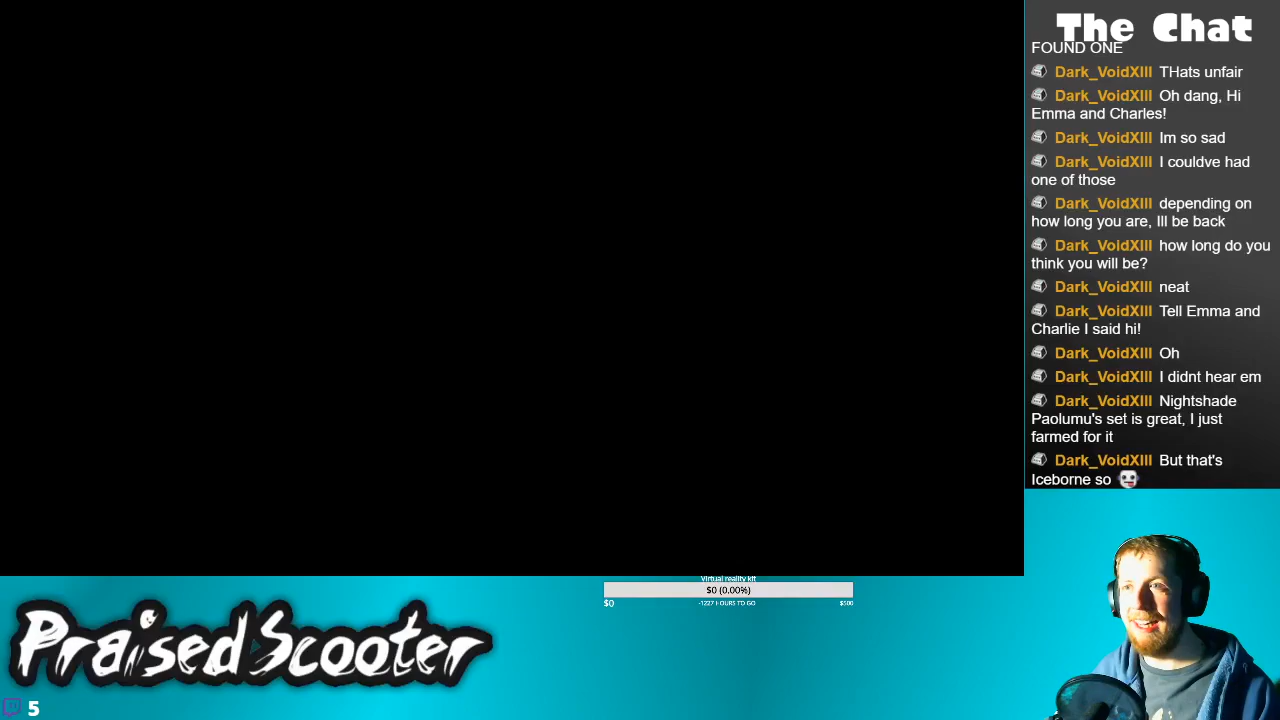 The Chat
FOUND ONE
Dark_VoidXIII THats unfair
Dark_VoidXIII Oh dang, Hi
Emma and Charles!
Dark_VoidXIII Im so sad
Dark_VoidXIII I couldve had
one of those
Dark_VoidXIII depending on
how long you are, Ill be back
Dark_VoidXIII how long do you
think you will be?
Dark_VoidXIII neat
Dark_VoidXIII Tell Emma and
Charlie I said hi!
Dark_VoidXIII Oh
Dark_VoidXIII I didnt hear em
Dark_VoidXIII Nightshade
Paolumu's set is great, I just
farmed for it
Dark_VoidXIII But that's
Iceborne so
Virtual reality kit
$0 (0.00%)
$0 -1227 HOURS TO GO $500
PraisedScooter
5